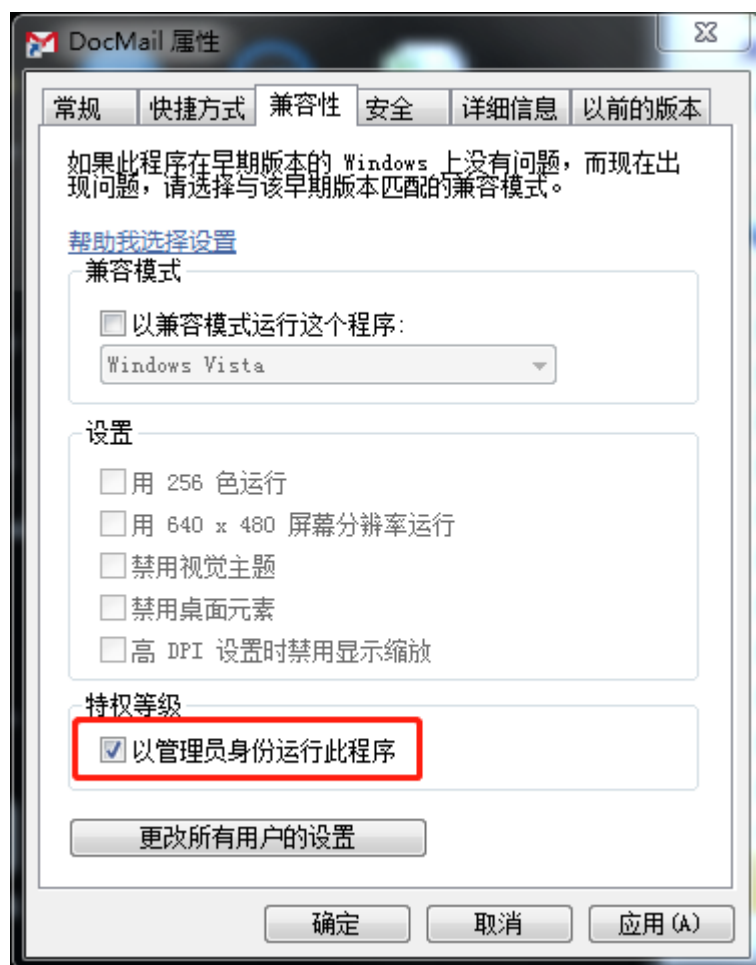 DocMail 属性
常规 快捷方式 兼容性 安全 详细信息 以前的版本
如果此程序在早期版本的 Windows 上没有问题，而现在出
现问题，请选择与该早期版本匹配的兼容模式。
帮助我选择设置
兼容模式
以兼容模式运行这个程序:
Windows Vista
设置
用 256 色运行
用 640 x 480 屏幕分辨率运行
禁用视觉主题
禁用桌面元素
高 DPI 设置时禁用显示缩放
特权等级
以管理员身份运行此程序
更改所有用户的设置
确定 取消 应用(A)